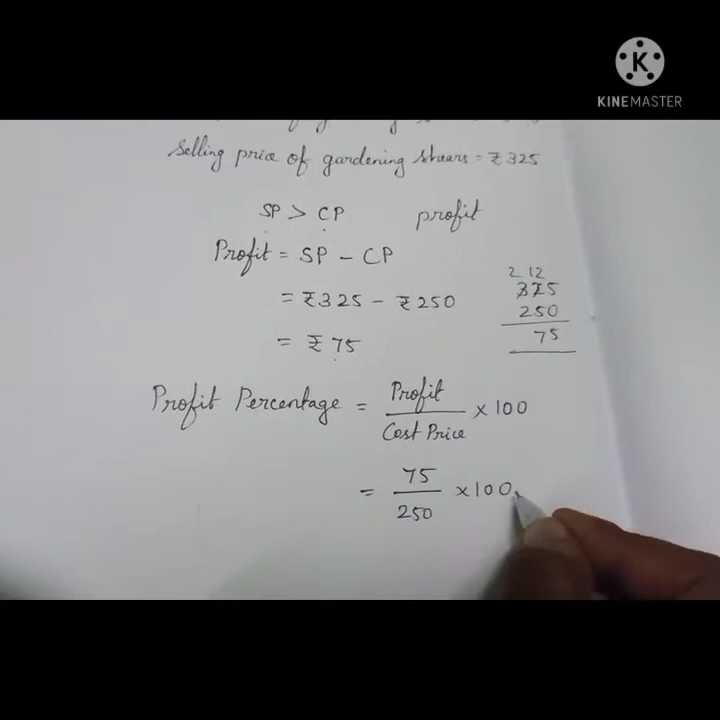 KINEMASTER
Selling price of gardening shears = ₹325
SP > CP profit
Profit = SP - CP
= ₹325 - ₹250
= ₹75
2 12
325
250
75
Profit Percentage = Profit / Cost Price × 100
= 75 / 250 × 100